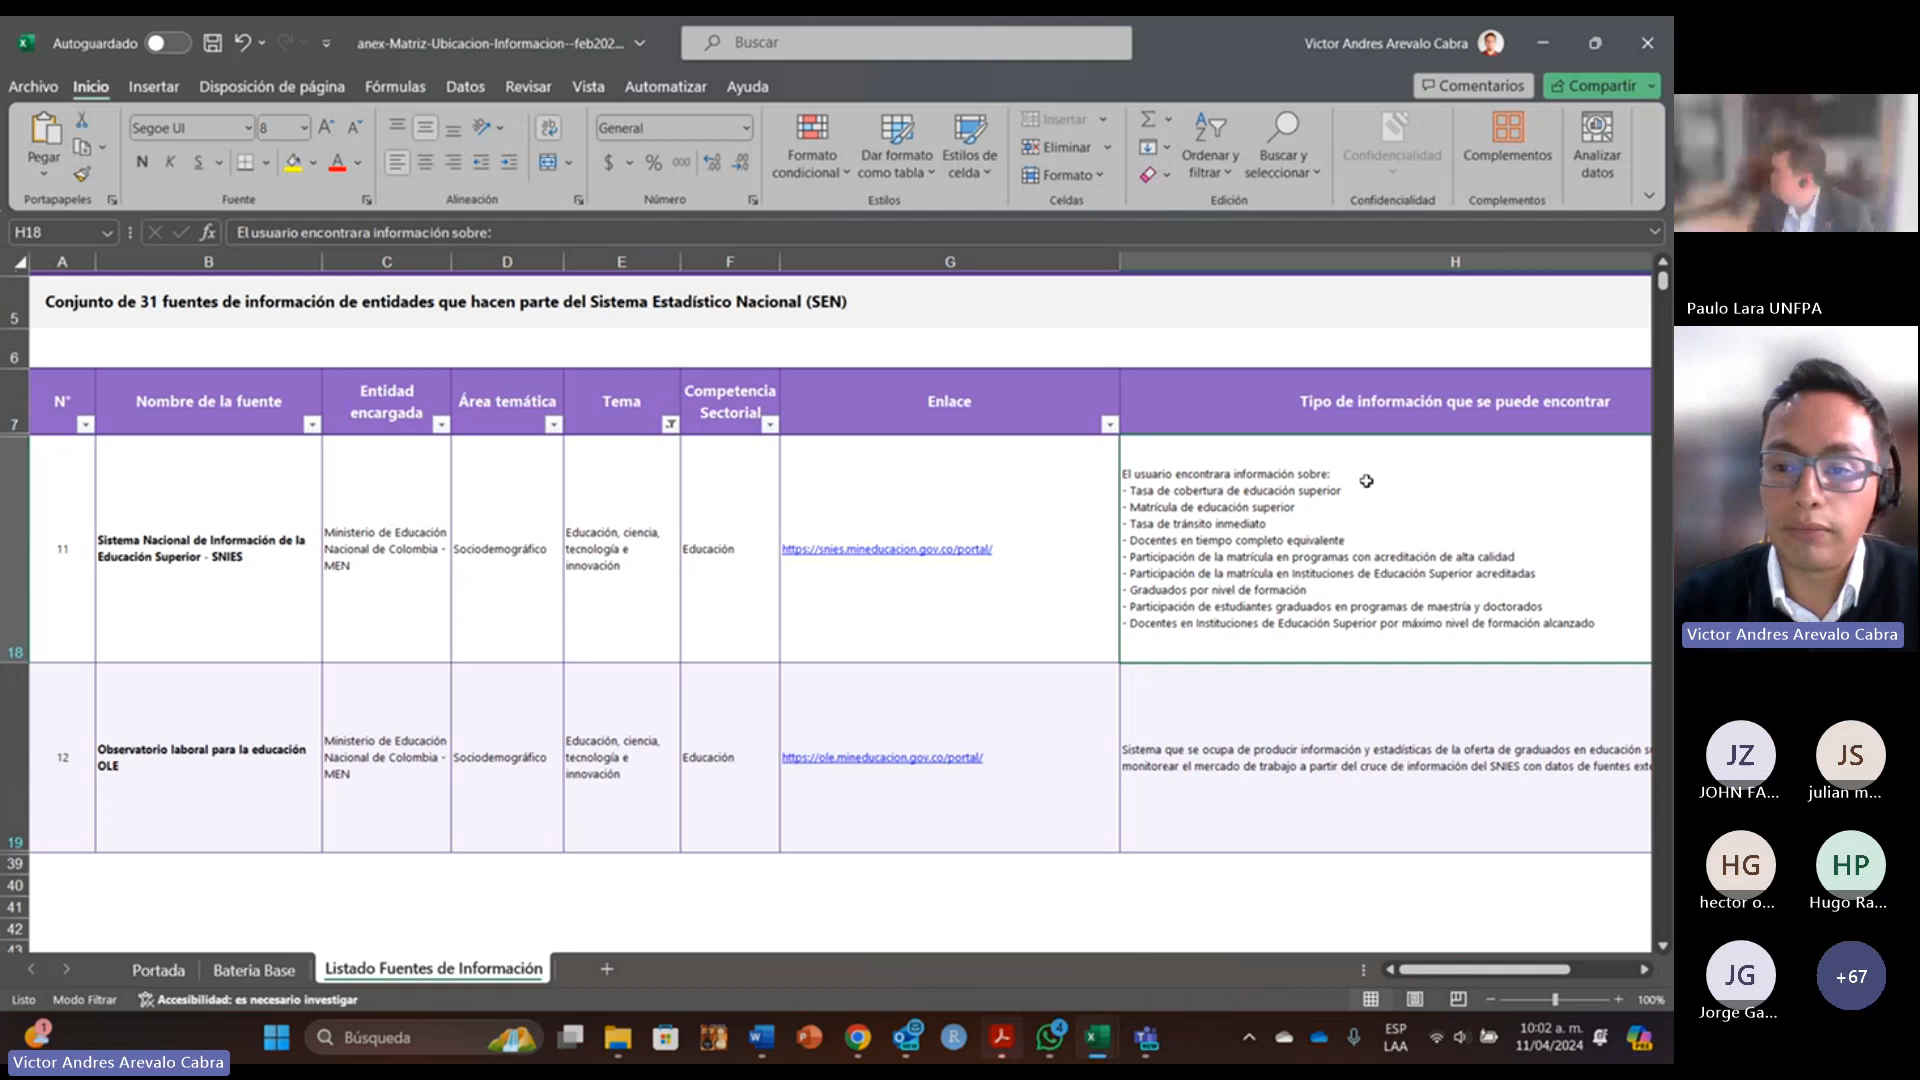 Autoguardado
anex-Matriz-Ubicacion-Informacion--feb202...
Buscar
Victor Andres Arevalo Cabra
Archivo Inicio Insertar Disposición de página Fórmulas Datos Revisar Vista Automatizar Ayuda
Comentarios
Compartir
Pegar
Portapapeles
Segoe UI
8
N K S
Fuente
Alineación
General
$ % 000
Número
Formato condicional
Dar formato como tabla
Estilos de celda
Estilos
Insertar
Eliminar
Formato
Celdas
Ordenar y filtrar
Buscar y seleccionar
Edición
Confidencialidad
Confidencialidad
Complementos
Complementos
Analizar datos
H18
fx
El usuario encontrara información sobre:
A B C D E F G H
5
Conjunto de 31 fuentes de información de entidades que hacen parte del Sistema Estadístico Nacional (SEN)
6
7
N°
Nombre de la fuente
Entidad
encargada
Área temática
Tema
Competencia
Sectorial
Enlace
Tipo de información que se puede encontrar
18
11
Sistema Nacional de Información de la
Educación Superior - SNIES
Ministerio de Educación
Nacional de Colombia -
MEN
Sociodemográfico
Educación, ciencia,
tecnología e
innovación
Educación
https://snies.mineducacion.gov.co/portal/
El usuario encontrara información sobre:
- Tasa de cobertura de educación superior
- Matrícula de educación superior
- Tasa de tránsito inmediato
- Docentes en tiempo completo equivalente
- Participación de la matrícula en programas con acreditación de alta calidad
- Participación de la matrícula en Instituciones de Educación Superior acreditadas
- Graduados por nivel de formación
- Participación de estudiantes graduados en programas de maestría y doctorados
- Docentes en Instituciones de Educación Superior por máximo nivel de formación alcanzado
19
12
Observatorio laboral para la educación
OLE
Ministerio de Educación
Nacional de Colombia -
MEN
Sociodemográfico
Educación, ciencia,
tecnología e
innovación
Educación
https://ole.mineducacion.gov.co/portal/
Sistema que se ocupa de producir información y estadísticas de la oferta de graduados en educación s
monitorear el mercado de trabajo a partir del cruce de información del SNIES con datos de fuentes ext
39
40
41
42
43
Portada
Bateria Base
Listado Fuentes de Información
Listo
Modo Filtrar
Accesibilidad: es necesario investigar
100%
1
Búsqueda
4
ESP
LAA
10:02 a. m.
11/04/2024
Victor Andres Arevalo Cabra
Paulo Lara UNFPA
Victor Andres Arevalo Cabra
JZ
JOHN FA...
JS
julian m...
HG
hector o...
HP
Hugo Ra...
JG
Jorge Ga...
+67